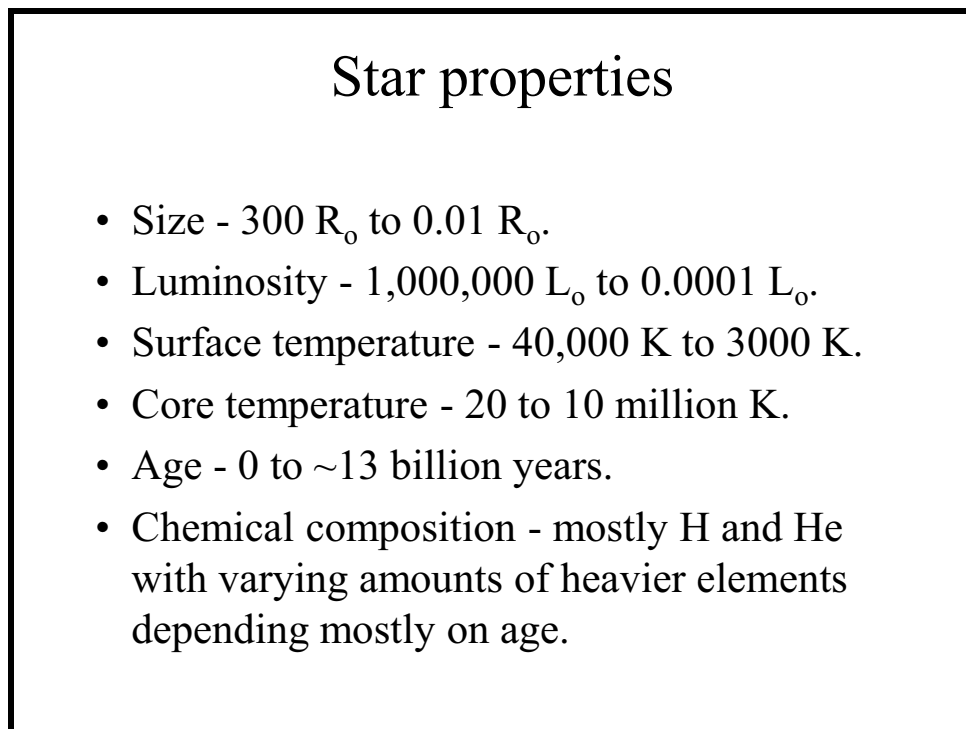 Star properties
• Size - 300 Rₒ to 0.01 Rₒ.
• Luminosity - 1,000,000 Lₒ to 0.0001 Lₒ.
• Surface temperature - 40,000 K to 3000 K.
• Core temperature - 20 to 10 million K.
• Age - 0 to ~13 billion years.
• Chemical composition - mostly H and He
with varying amounts of heavier elements
depending mostly on age.